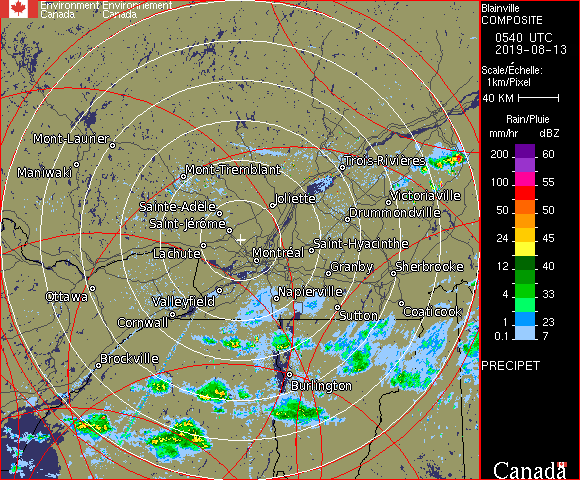 Environment Environnement
Canada Canada
Blainville
COMPOSITE
0540 UTC
2019-08-13
Scale/Échelle:
1km/Pixel
40 KM
Rain/Pluie
mm/hr dBZ
200 60
100 55
50 50
24 45
12 40
4 33
1 23
0.1 7
PRECIPET
Mont-Laurier
Maniwaki
Mont-Tremblant
Trois-Rivières
Victoriaville
Joliette
Sainte-Adèle
Drummondville
Saint-Jérôme
Lachute
Montréal
Saint-Hyacinthe
Granby
Sherbrooke
Ottawa
Valleyfield
Napierville
Cornwall
Sutton
Coaticook
Brockville
Burlington
Canada